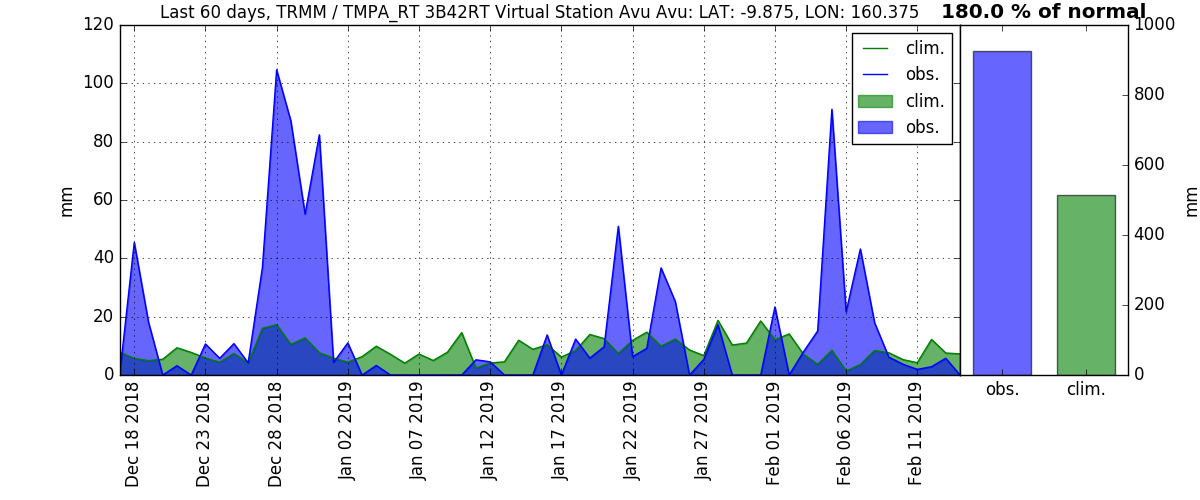 Last 60 days, TRMM / TMPA_RT 3B42RT Virtual Station Avu Avu: LAT: -9.875, LON: 160.375
180.0 % of normal
120
100
80
60
40
20
0
mm
clim.
obs.
clim.
obs.
Dec 18 2018
Dec 23 2018
Dec 28 2018
Jan 02 2019
Jan 07 2019
Jan 12 2019
Jan 17 2019
Jan 22 2019
Jan 27 2019
Feb 01 2019
Feb 06 2019
Feb 11 2019
1000
800
600
400
200
0
mm
obs.
clim.